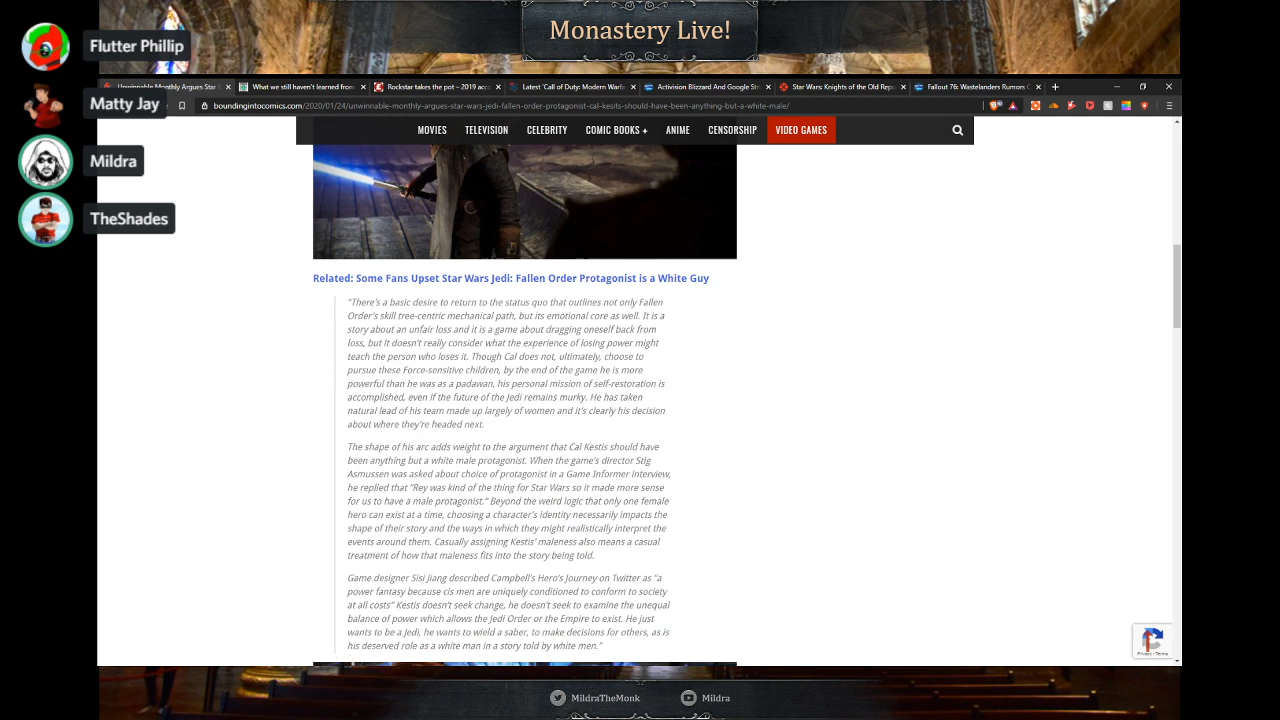 Monastery Live!
Flutter Phillip
Matty Jay
Mildra
TheShades
Unwinnable Monthly Argues Star
What we still haven't learned from
Rockstar takes the pot – 2019 acc
Latest 'Call of Duty: Modern Warf
Activision Blizzard And Google Str
Star Wars: Knights of the Old Rep
Fallout 76: Wastelanders Rumors
boundingintocomics.com/2020/01/24/unwinnable-monthly-argues-star-wars-jedi-fallen-order-protagonist-cal-kesits-should-have-been-anything-but-a-white-male/
MOVIES TELEVISION CELEBRITY COMIC BOOKS + ANIME CENSORSHIP VIDEO GAMES
Related: Some Fans Upset Star Wars Jedi: Fallen Order Protagonist is a White Guy
"There's a basic desire to return to the status quo that outlines not only Fallen
Order's skill tree-centric mechanical path, but its emotional core as well. It is a
story about an unfair loss and it is a game about dragging oneself back from
loss, but it doesn't really consider what the experience of losing power might
teach the person who loses it. Though Cal does not, ultimately, choose to
pursue these Force-sensitive children, by the end of the game he is more
powerful than he was as a padawan, his personal mission of self-restoration is
accomplished, even if the future of the Jedi remains murky. He has taken
natural lead of his team made up largely of women and it's clearly his decision
about where they're headed next.
The shape of his arc adds weight to the argument that Cal Kestis should have
been anything but a white male protagonist. When the game's director Stig
Asmussen was asked about choice of protagonist in a Game Informer interview,
he replied that "Rey was kind of the thing for Star Wars so it made more sense
for us to have a male protagonist." Beyond the weird logic that only one female
hero can exist at a time, choosing a character's identity necessarily impacts the
shape of their story and the ways in which they might realistically interpret the
events around them. Casually assigning Kestis' maleness also means a casual
treatment of how that maleness fits into the story being told.
Game designer Sisi Jiang described Campbell's Hero's Journey on Twitter as "a
power fantasy because cis men are uniquely conditioned to conform to society
at all costs" Kestis doesn't seek change, he doesn't seek to examine the unequal
balance of power which allows the Jedi Order or the Empire to exist. He just
wants to be a Jedi, he wants to wield a saber, to make decisions for others, as is
his deserved role as a white man in a story told by white men."
Privacy - Terms
MildraTheMonk
Mildra